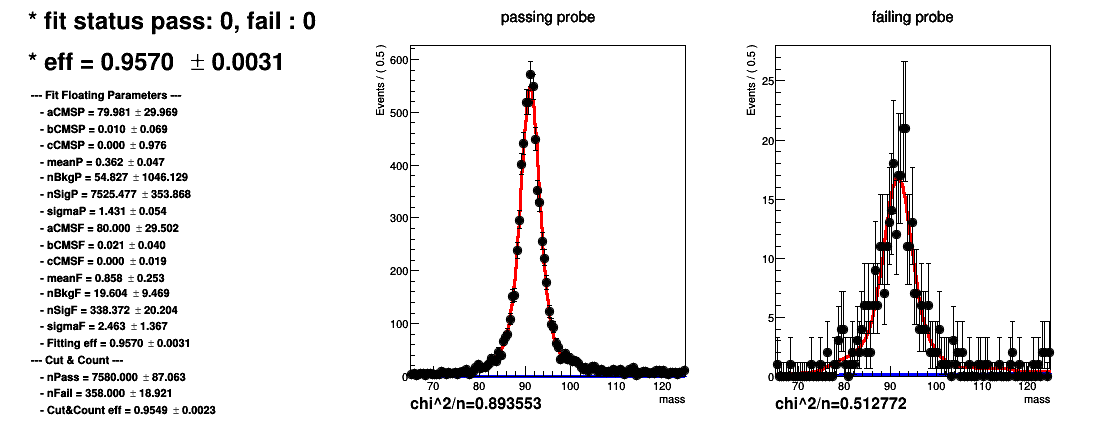 * fit status pass: 0, fail : 0
* eff = 0.9570 ± 0.0031
--- Fit Floating Parameters ---
- aCMSP = 79.981 ± 29.969
- bCMSP = 0.010 ± 0.069
- cCMSP = 0.000 ± 0.976
- meanP = 0.362 ± 0.047
- nBkgP = 54.827 ± 1046.129
- nSigP = 7525.477 ± 353.868
- sigmaP = 1.431 ± 0.054
- aCMSF = 80.000 ± 29.502
- bCMSF = 0.021 ± 0.040
- cCMSF = 0.000 ± 0.019
- meanF = 0.858 ± 0.253
- nBkgF = 19.604 ± 9.469
- nSigF = 338.372 ± 20.204
- sigmaF = 2.463 ± 1.367
- Fitting eff = 0.9570 ± 0.0031
--- Cut & Count ---
- nPass = 7580.000 ± 87.063
- nFail = 358.000 ± 18.921
- Cut&Count eff = 0.9549 ± 0.0023
passing probe
Events / ( 0.5 )
600
500
400
300
200
100
0
70 80 90 100 110 120
mass
chi^2/n=0.893553
failing probe
Events / ( 0.5 )
25
20
15
10
5
0
70 80 90 100 110 120
mass
chi^2/n=0.512772